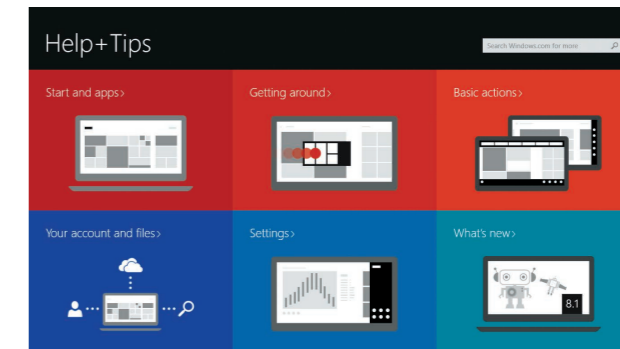 Help+Tips
Search Windows.com for more
Start and apps›
Getting around›
Basic actions›
Your account and files›
Settings›
What's new›
8.1